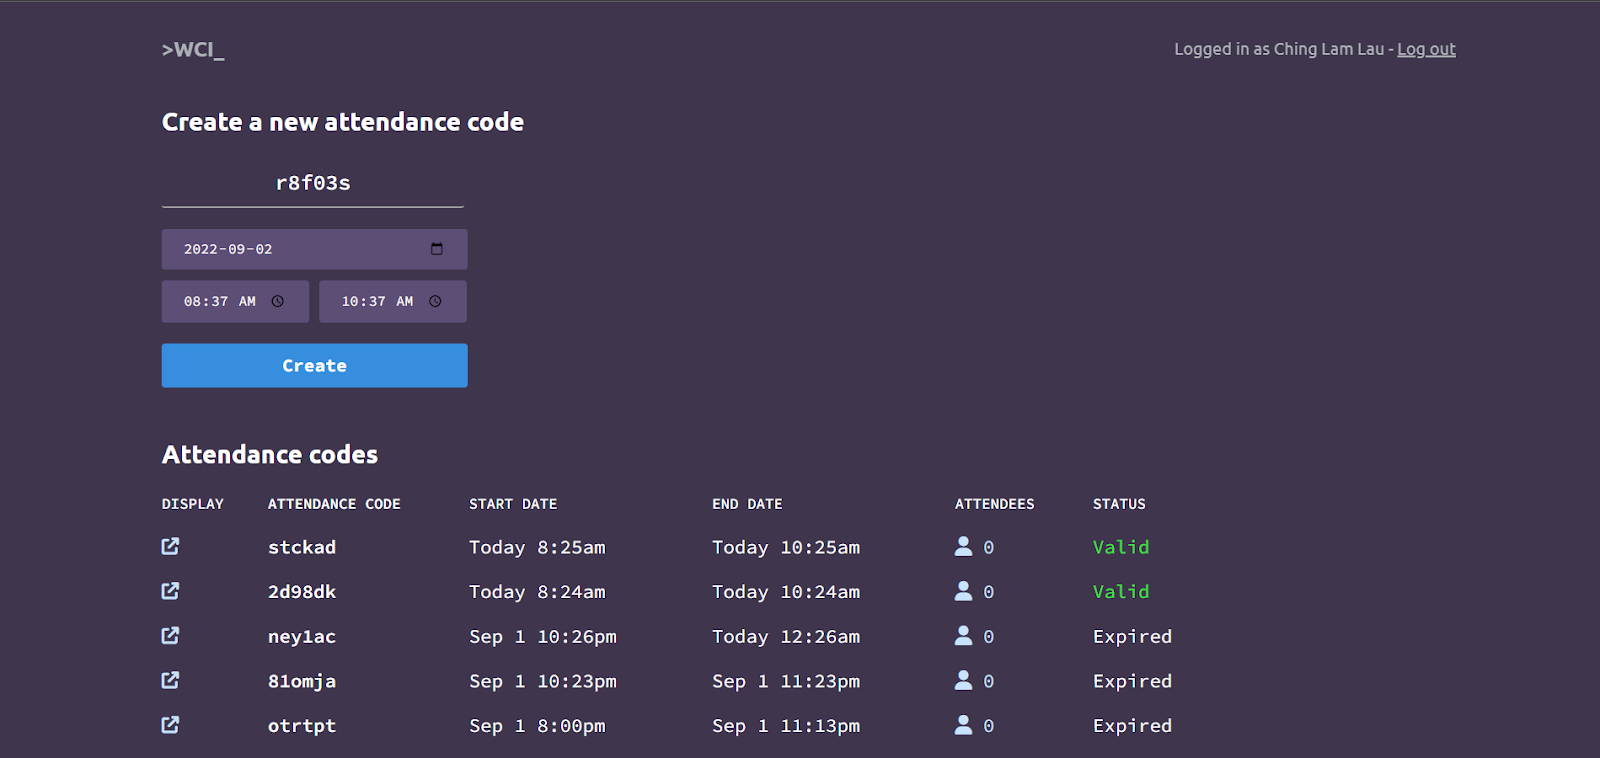 >WCI_
Logged in as Ching Lam Lau - Log out
Create a new attendance code
r8f03s
2022-09-02
08:37 AM 10:37 AM
Create
Attendance codes
DISPLAY ATTENDANCE CODE START DATE END DATE ATTENDEES STATUS
stckad Today 8:25am Today 10:25am 0 Valid
2d98dk Today 8:24am Today 10:24am 0 Valid
ney1ac Sep 1 10:26pm Today 12:26am 0 Expired
81omja Sep 1 10:23pm Sep 1 11:23pm 0 Expired
otrtpt Sep 1 8:00pm Sep 1 11:13pm 0 Expired